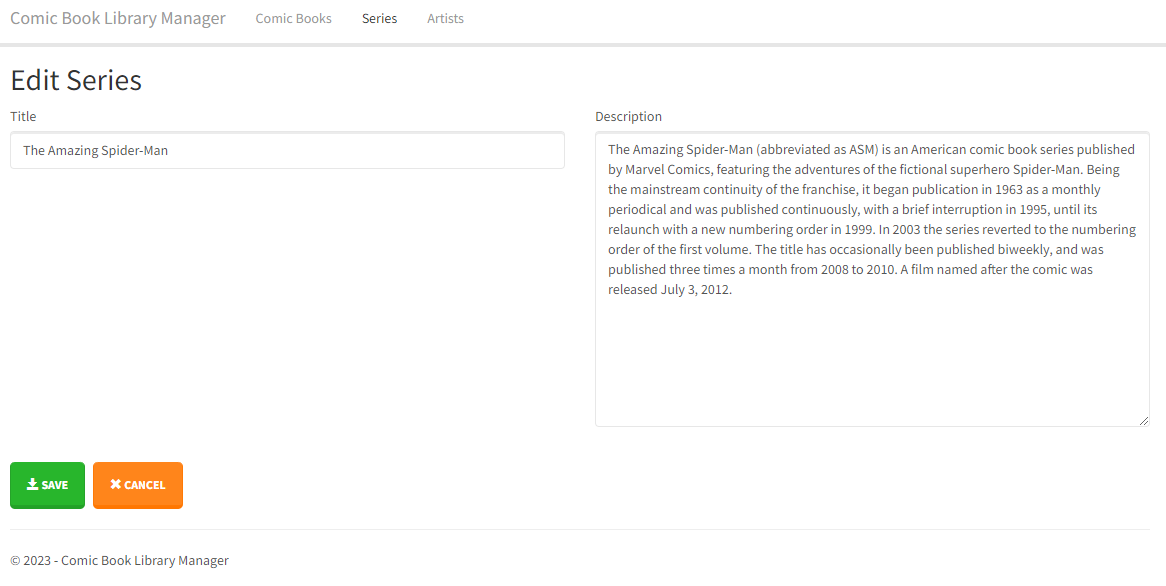 Comic Book Library Manager Comic Books Series Artists
Edit Series
Title
The Amazing Spider-Man
Description
The Amazing Spider-Man (abbreviated as ASM) is an American comic book series published
by Marvel Comics, featuring the adventures of the fictional superhero Spider-Man. Being
the mainstream continuity of the franchise, it began publication in 1963 as a monthly
periodical and was published continuously, with a brief interruption in 1995, until its
relaunch with a new numbering order in 1999. In 2003 the series reverted to the numbering
order of the first volume. The title has occasionally been published biweekly, and was
published three times a month from 2008 to 2010. A film named after the comic was
released July 3, 2012.
SAVE CANCEL
© 2023 - Comic Book Library Manager